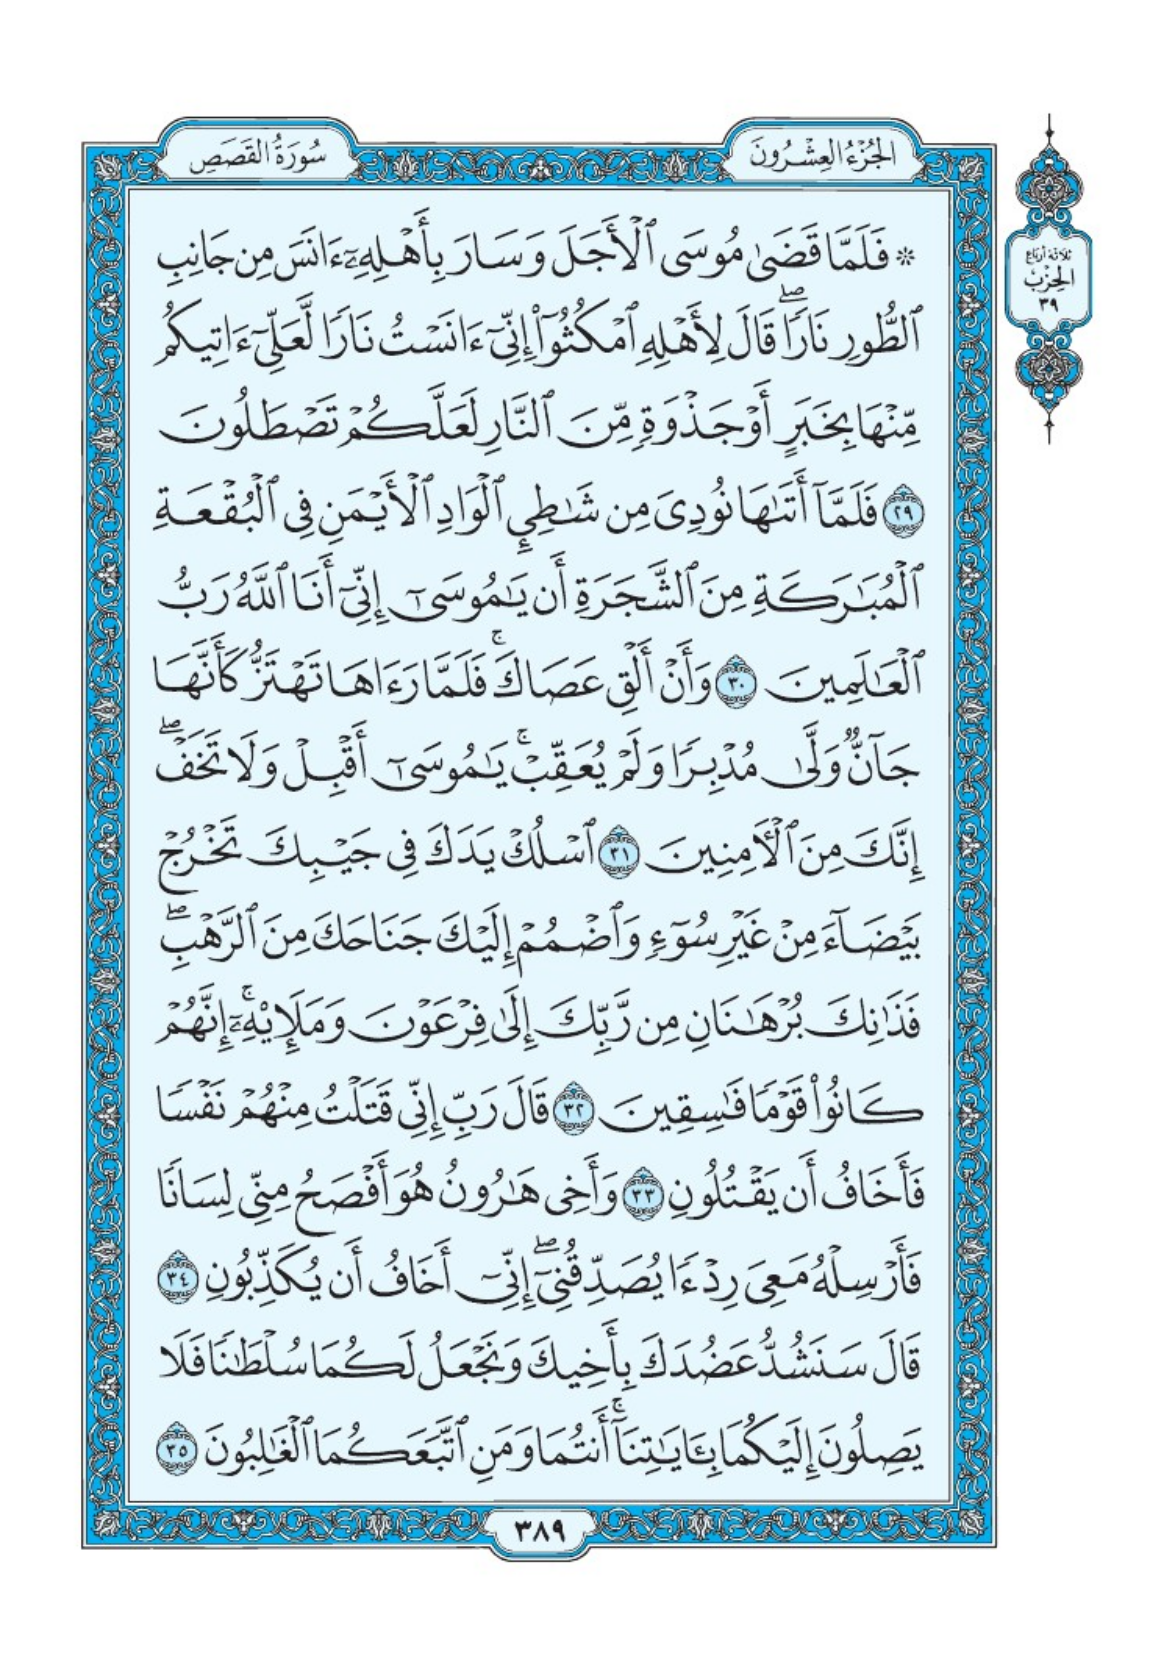 سُورَةُ القَصَصِ
الجُزْءُ العِشْرُونَ
ثلاثة أرباع
الحِزْب
٣٩
۞ فَلَمَّا قَضَىٰ مُوسَى ٱلْأَجَلَ وَسَارَ بِأَهْلِهِۦٓ ءَانَسَ مِن جَانِبِ
ٱلطُّورِ نَارًاۖ قَالَ لِأَهْلِهِ ٱمْكُثُوٓا۟ إِنِّىٓ ءَانَسْتُ نَارًا لَّعَلِّىٓ ءَاتِيكُم
مِّنْهَا بِخَبَرٍ أَوْ جَذْوَةٍ مِّنَ ٱلنَّارِ لَعَلَّكُمْ تَصْطَلُونَ
٢٩ فَلَمَّآ أَتَىٰهَا نُودِىَ مِن شَٰطِئِ ٱلْوَادِ ٱلْأَيْمَنِ فِى ٱلْبُقْعَةِ
ٱلْمُبَٰرَكَةِ مِنَ ٱلشَّجَرَةِ أَن يَٰمُوسَىٰٓ إِنِّىٓ أَنَا ٱللَّهُ رَبُّ
ٱلْعَٰلَمِينَ ٣٠ وَأَنْ أَلْقِ عَصَاكَۚ فَلَمَّا رَءَاهَا تَهْتَزُّ كَأَنَّهَا
جَآنٌّ وَلَّىٰ مُدْبِرًا وَلَمْ يُعَقِّبْۚ يَٰمُوسَىٰٓ أَقْبِلْ وَلَا تَخَفْۖ
إِنَّكَ مِنَ ٱلْءَامِنِينَ ٣١ ٱسْلُكْ يَدَكَ فِى جَيْبِكَ تَخْرُجْ
بَيْضَآءَ مِنْ غَيْرِ سُوٓءٍ وَٱضْمُمْ إِلَيْكَ جَنَاحَكَ مِنَ ٱلرَّهْبِۖ
فَذَٰنِكَ بُرْهَٰنَانِ مِن رَّبِّكَ إِلَىٰ فِرْعَوْنَ وَمَلَإِي۟هِۦٓۚ إِنَّهُمْ
كَانُوا۟ قَوْمًا فَٰسِقِينَ ٣٢ قَالَ رَبِّ إِنِّى قَتَلْتُ مِنْهُمْ نَفْسًا
فَأَخَافُ أَن يَقْتُلُونِ ٣٣ وَأَخِى هَٰرُونُ هُوَ أَفْصَحُ مِنِّى لِسَانًا
فَأَرْسِلْهُ مَعِىَ رِدْءًا يُصَدِّقُنِىٓۖ إِنِّىٓ أَخَافُ أَن يُكَذِّبُونِ ٣٤
قَالَ سَنَشُدُّ عَضُدَكَ بِأَخِيكَ وَنَجْعَلُ لَكُمَا سُلْطَٰنًا فَلَا
يَصِلُونَ إِلَيْكُمَا بِـَٔايَٰتِنَآۚ أَنتُمَا وَمَنِ ٱتَّبَعَكُمَا ٱلْغَٰلِبُونَ ٣٥
٣٨٩